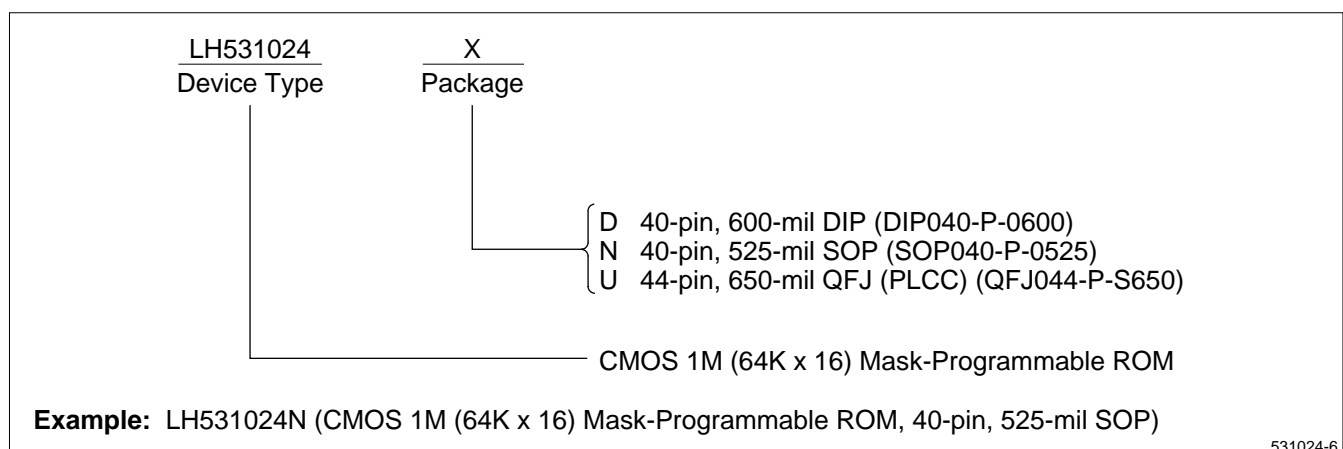 LH531024 X
Device Type Package
D 40-pin, 600-mil DIP (DIP040-P-0600)
N 40-pin, 525-mil SOP (SOP040-P-0525)
U 44-pin, 650-mil QFJ (PLCC) (QFJ044-P-S650)
CMOS 1M (64K x 16) Mask-Programmable ROM
Example: LH531024N (CMOS 1M (64K x 16) Mask-Programmable ROM, 40-pin, 525-mil SOP)
531024-6